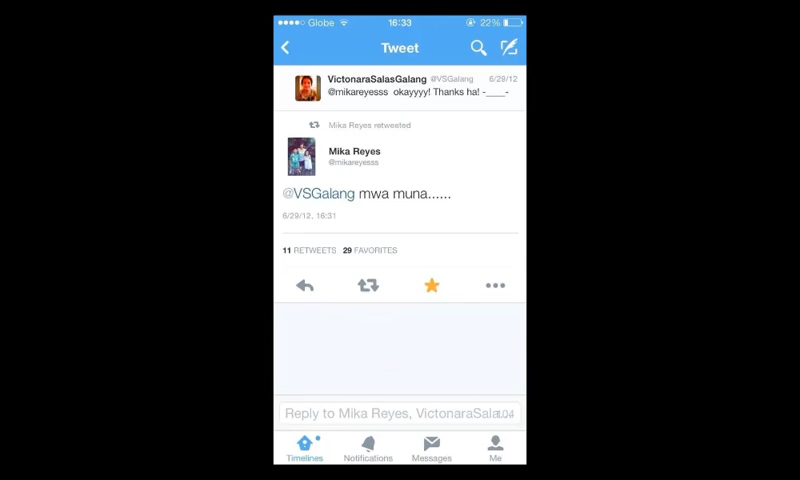 Globe 16:33 22%
Tweet
VictonaraSalasGalang @VSGalang 6/29/12
@mikareyesss okayyyy! Thanks ha! -____-
Mika Reyes retweeted
Mika Reyes
@mikareyesss
@VSGalang mwa muna......
6/29/12, 16:31
11 RETWEETS 29 FAVORITES
Reply to Mika Reyes, VictonaraSala... 104
Timelines Notifications Messages Me